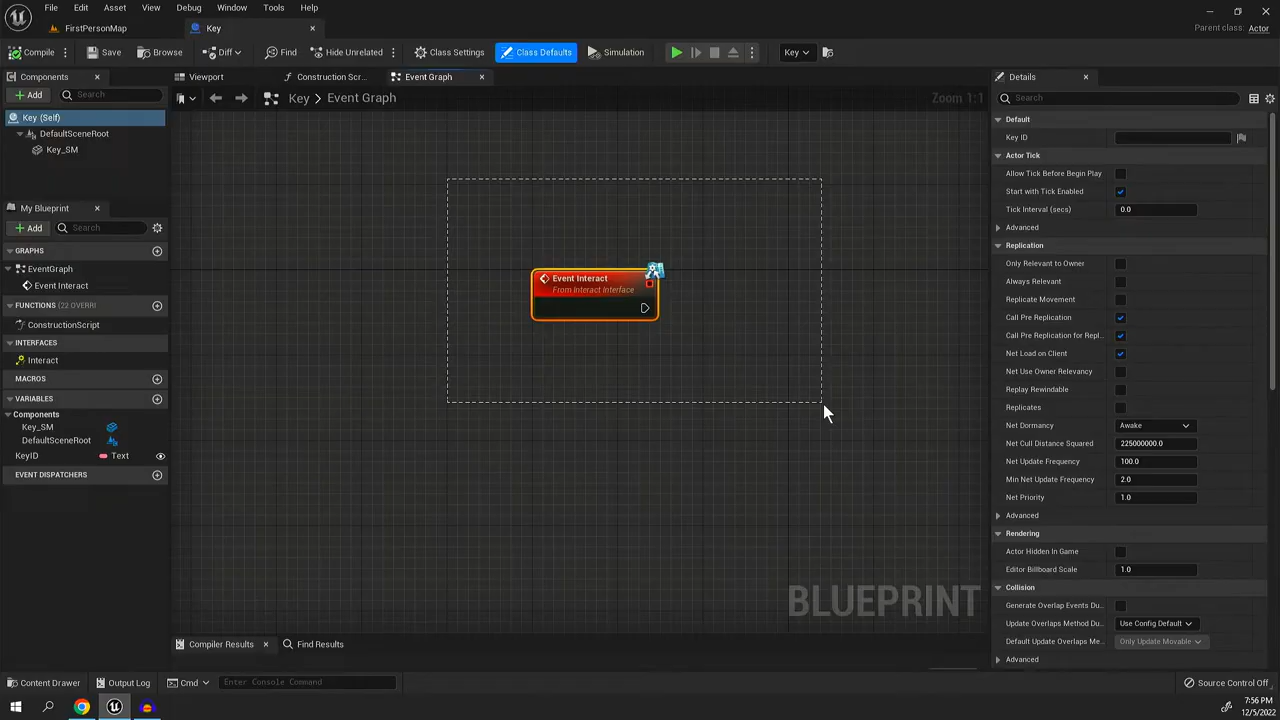 File Edit Asset View Debug Window Tools Help
FirstPersonMap Key
Parent class: Actor
Compile Save Browse Diff Find Hide Unrelated Class Settings Class Defaults Simulation Key
Components
Add Search
Key (Self)
DefaultSceneRoot
Key_SM
My Blueprint
Add Search
GRAPHS
EventGraph
Event Interact
FUNCTIONS (22 OVERRI
ConstructionScript
INTERFACES
Interact
MACROS
VARIABLES
Components
Key_SM
DefaultSceneRoot
KeyID Text
EVENT DISPATCHERS
Viewport Construction Scr... Event Graph
Key > Event Graph Zoom 1:1
Event Interact
From Interact Interface
BLUEPRINT
Compiler Results Find Results
Details
Search
Default
Key ID
Actor Tick
Allow Tick Before Begin Play
Start with Tick Enabled
Tick Interval (secs) 0.0
Advanced
Replication
Only Relevant to Owner
Always Relevant
Replicate Movement
Call Pre Replication
Call Pre Replication for Repl...
Net Load on Client
Net Use Owner Relevancy
Replay Rewindable
Replicates
Net Dormancy Awake
Net Cull Distance Squared 225000000.0
Net Update Frequency 100.0
Min Net Update Frequency 2.0
Net Priority 1.0
Advanced
Rendering
Actor Hidden In Game
Editor Billboard Scale 1.0
Collision
Generate Overlap Events Du...
Update Overlaps Method Du... Use Config Default
Default Update Overlaps Me... Only Update Movable
Advanced
Content Drawer Output Log Cmd Enter Console Command Source Control Off
7:56 PM
12/5/2022